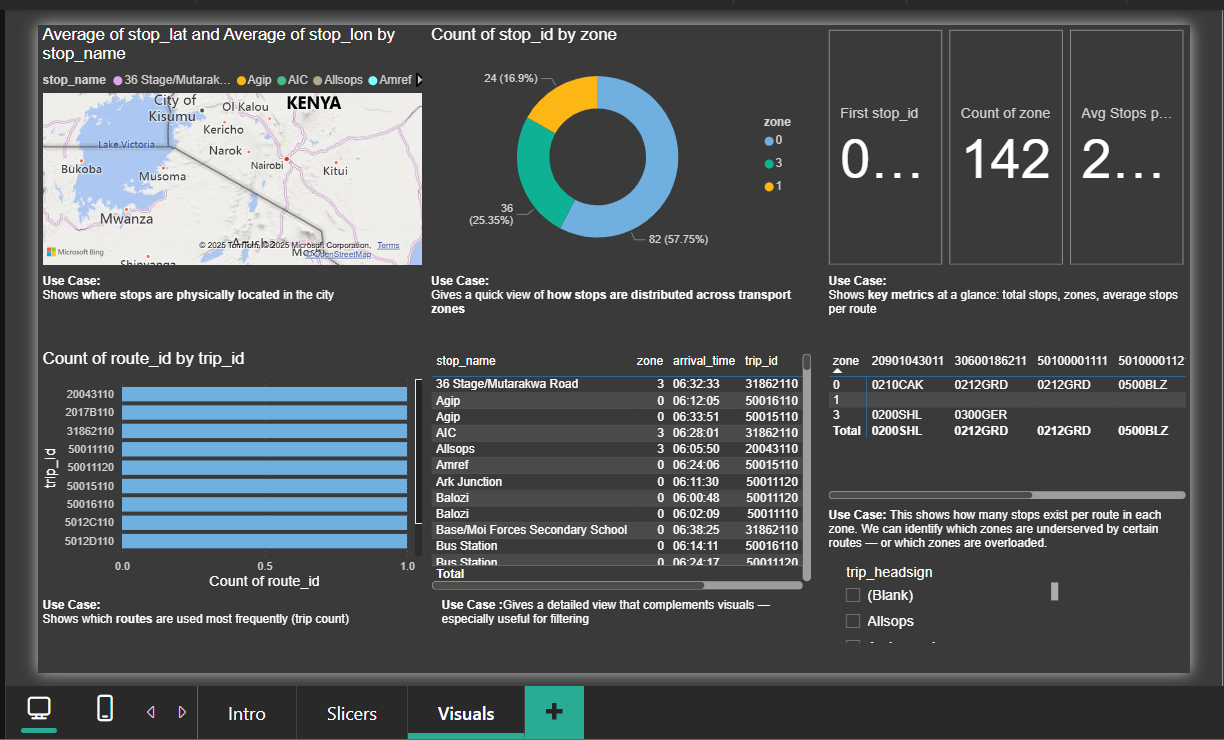 Average of stop_lat and Average of stop_lon by
stop_name
stop_name 36 Stage/Mutarak... Agip AIC Allsops Amref
City of
Kisumu
Ol Kalou
KENYA
Kericho
Lake Victoria
Narok
Nairobi
Bukoba
Musoma
Kitui
Mwanza
Microsoft Bing
© 2025 TomTom, © 2025 Microsoft Corporation, Terms
© OpenStreetMap
Use Case:
Shows where stops are physically located in the city
Count of stop_id by zone
24 (16.9%)
36
(25.35%)
82 (57.75%)
zone
0
3
1
Use Case:
Gives a quick view of how stops are distributed across transport
zones
First stop_id
0...
Count of zone
142
Avg Stops p...
2...
Use Case:
Shows key metrics at a glance: total stops, zones, average stops
per route
Count of route_id by trip_id
trip_id
20043110
2017B110
31862110
50011110
50011120
50015110
50016110
5012C110
5012D110
0.0 0.5 1.0
Count of route_id
Use Case:
Shows which routes are used most frequently (trip count)
stop_name zone arrival_time trip_id
36 Stage/Mutarakwa Road 3 06:32:33 31862110
Agip 0 06:12:05 50016110
Agip 0 06:33:51 50015110
AIC 3 06:28:01 31862110
Allsops 3 06:05:50 20043110
Amref 0 06:24:06 50015110
Ark Junction 0 06:11:30 50011120
Balozi 0 06:00:48 50011120
Balozi 0 06:02:09 50011110
Base/Moi Forces Secondary School 0 06:38:25 31862110
Bus Station 0 06:14:11 50016110
Bus Station 0 06:24:17 50011120
Total
Use Case :Gives a detailed view that complements visuals —
especially useful for filtering
zone 20901043011 30600186211 50100001111 5010000112
0 0210CAK 0212GRD 0212GRD 0500BLZ
1
3 0200SHL 0300GER
Total 0200SHL 0212GRD 0212GRD 0500BLZ
Use Case: This shows how many stops exist per route in each
zone. We can identify which zones are underserved by certain
routes — or which zones are overloaded.
trip_headsign
(Blank)
Allsops
Intro
Slicers
Visuals
+